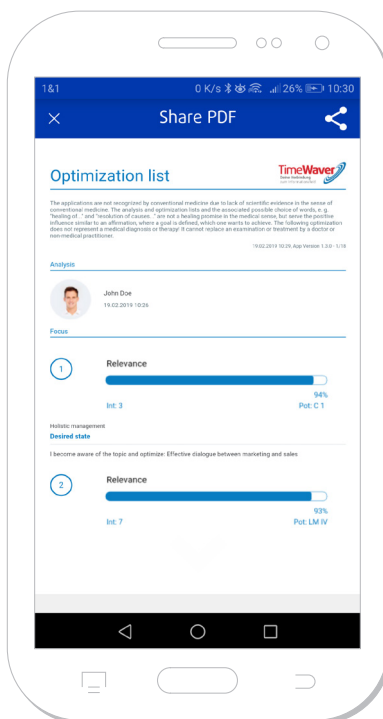 1&1 0 K/s 26% 10:30
Share PDF
Optimization list
TimeWaver
The applications are not recognized by conventional medicine due to lack of scientific evidence in the sense of
conventional medicine. The analysis and optimization lists and the associated possible choice of words, e. g.
"healing of.." and "resolution of causes.." are not a healing promise in the medical sense, but serve the positive
influence similar to an affirmation, where a goal is defined, which one wants to achieve. The following optimization
does not represent a medical diagnosis or therapy! It cannot replace an examination or treatment by a doctor or
non-medical practitioner.
19.02.2019 10:29, App Version 1.3.0 - 1/18
Analysis
John Doe
19.02.2019 10:26
Focus
1
Relevance
94%
Int: 3 Pot: C 1
Holistic management
Desired state
I become aware of the topic and optimize: Effective dialogue between marketing and sales
2
Relevance
93%
Int: 7 Pot: LM IV